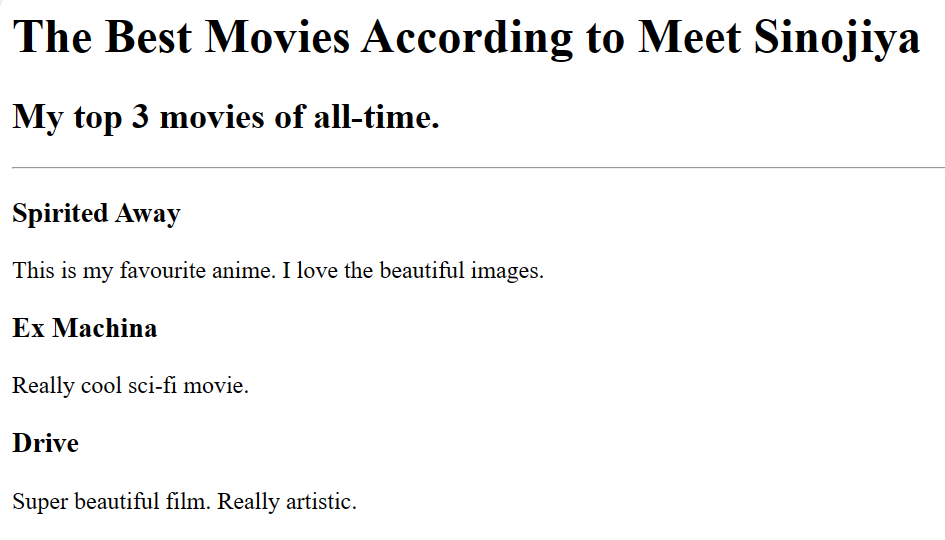 The Best Movies According to Meet Sinojiya
My top 3 movies of all-time.
Spirited Away
This is my favourite anime. I love the beautiful images.
Ex Machina
Really cool sci-fi movie.
Drive
Super beautiful film. Really artistic.